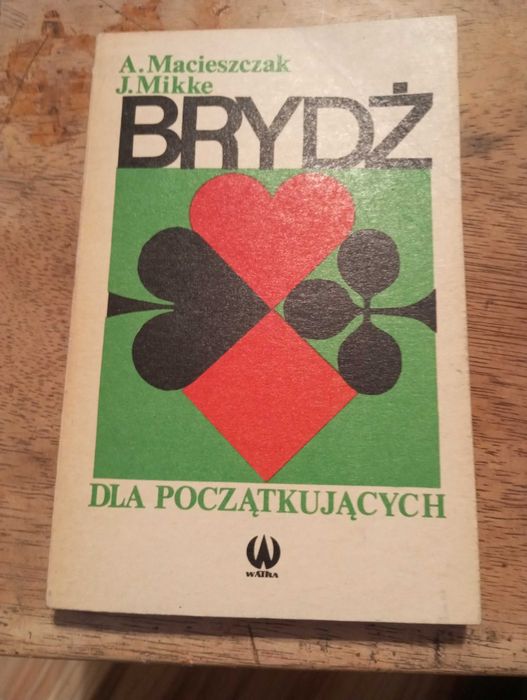 A. Macieszczak
J. Mikke
BRYDŻ
DLA POCZĄTKUJĄCYCH
WATRA